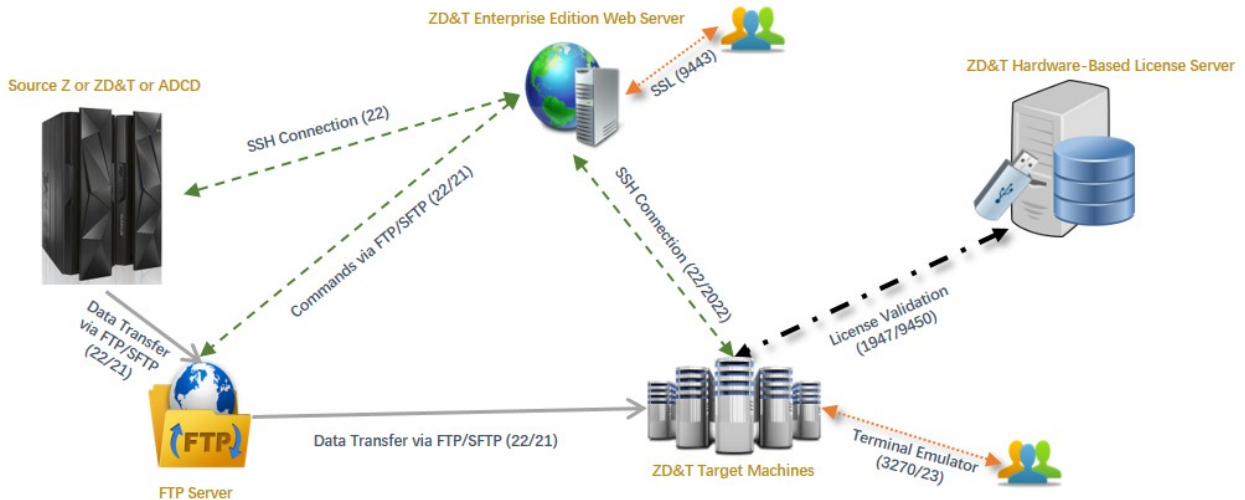 ZD&T Enterprise Edition Web Server
SSL (9443)
ZD&T Hardware-Based License Server
Source Z or ZD&T or ADCD
SSH Connection (22)
Commands via FTP/SFTP (22/21)
SSH Connection (22/2022)
License Validation
(1947/9450)
Data Transfer
via FTP/SFTP
(22/21)
FTP
Data Transfer via FTP/SFTP (22/21)
Terminal Emulator
(3270/23)
ZD&T Target Machines
FTP Server